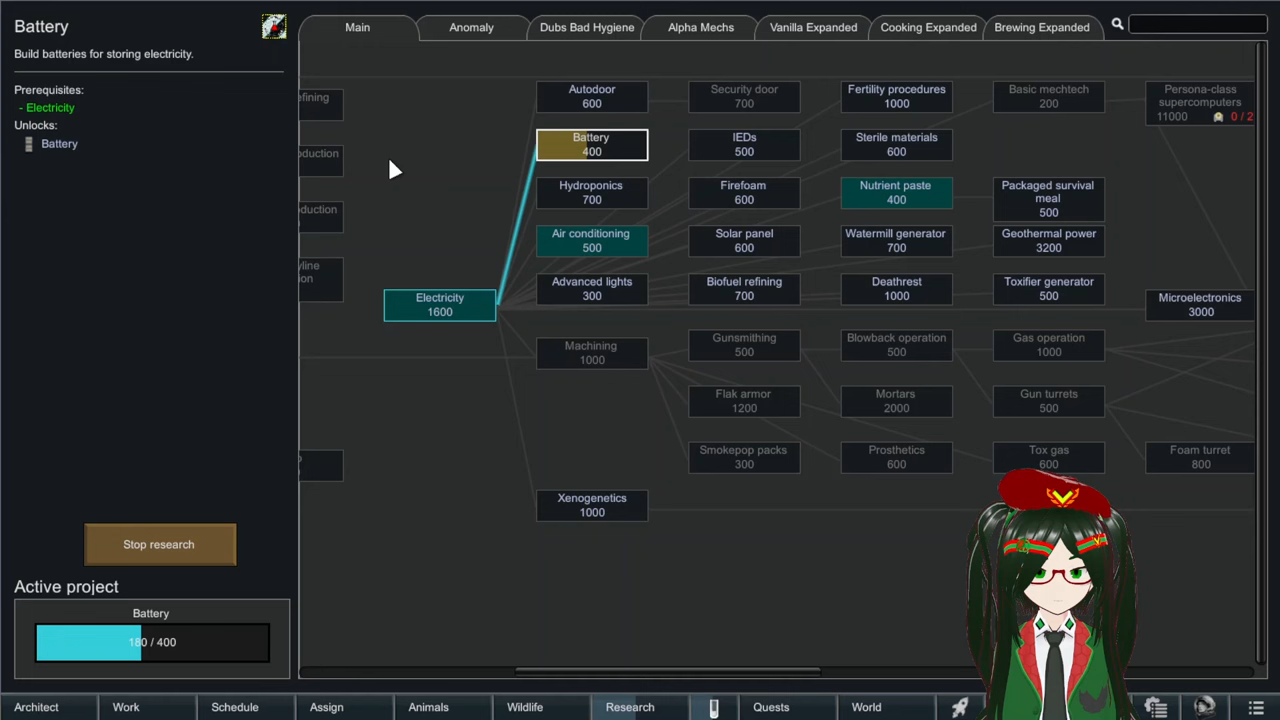 Battery
Build batteries for storing electricity.
Prerequisites:
- Electricity
Unlocks:
Battery
Stop research
Active project
Battery
180 / 400
Main
Anomaly
Dubs Bad Hygiene
Alpha Mechs
Vanilla Expanded
Cooking Expanded
Brewing Expanded
efining
oduction
oduction
yline
ion
Electricity
1600
Autodoor
600
Battery
400
Hydroponics
700
Air conditioning
500
Advanced lights
300
Machining
1000
Xenogenetics
1000
Security door
700
IEDs
500
Firefoam
600
Solar panel
600
Biofuel refining
700
Gunsmithing
500
Flak armor
1200
Smokepop packs
300
Fertility procedures
1000
Sterile materials
600
Nutrient paste
400
Watermill generator
700
Deathrest
1000
Blowback operation
500
Mortars
2000
Prosthetics
600
Basic mechtech
200
Packaged survival
meal
500
Geothermal power
3200
Toxifier generator
500
Gas operation
1000
Gun turrets
500
Tox gas
600
Persona-class
supercomputers
11000 0 / 2
Microelectronics
3000
Foam turret
800
Architect
Work
Schedule
Assign
Animals
Wildlife
Research
Quests
World